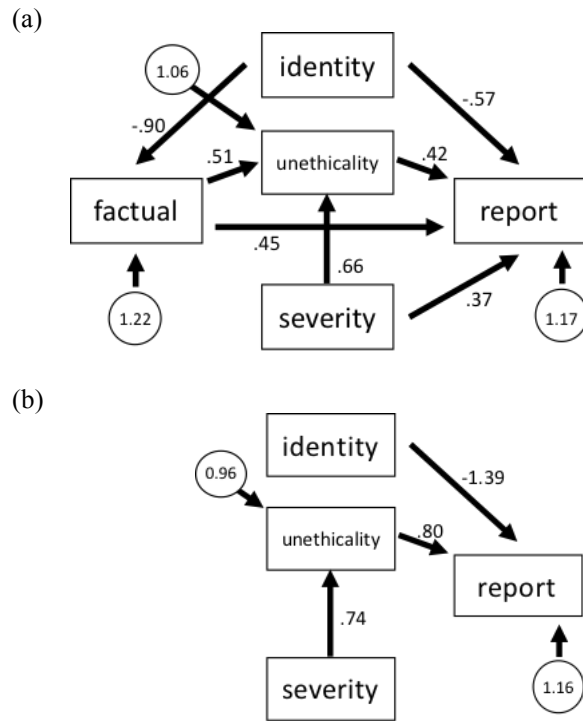 (a)
identity
1.06
-.90
-.57
unethicality
.51
.42
factual
report
.45
.66
.37
severity
1.22
1.17
(b)
identity
0.96
-1.39
unethicality
.80
report
.74
severity
1.16